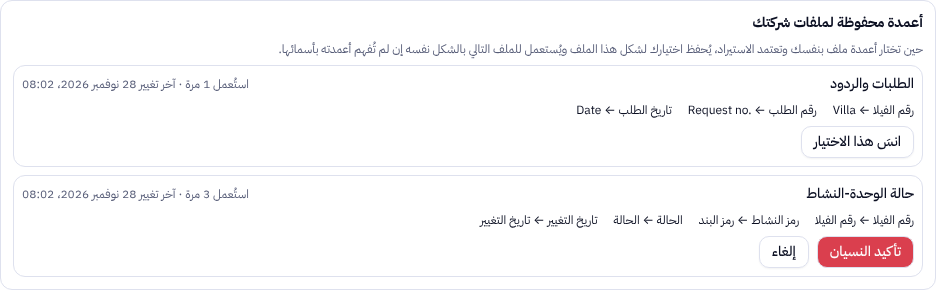 أعمدة محفوظة لملفات شركتك
حين تختار أعمدة ملف بنفسك وتعتمد الاستيراد، يُحفظ اختيارك لشكل هذا الملف ويُستعمل للملف التالي بالشكل نفسه إن لم تُفهم أعمدته بأسمائها.
الطلبات والردود استُعمل 1 مرة · آخر تغيير 28 نوفمبر 2026، 08:02
رقم الفيلا ← Villa رقم الطلب ← Request no. تاريخ الطلب ← Date
انسَ هذا الاختيار
حالة الوحدة-النشاط استُعمل 3 مرة · آخر تغيير 28 نوفمبر 2026، 08:02
رقم الفيلا ← رقم الفيلا رمز النشاط ← رمز البند الحالة ← الحالة تاريخ التغيير ← تاريخ التغيير
تأكيد النسيان إلغاء